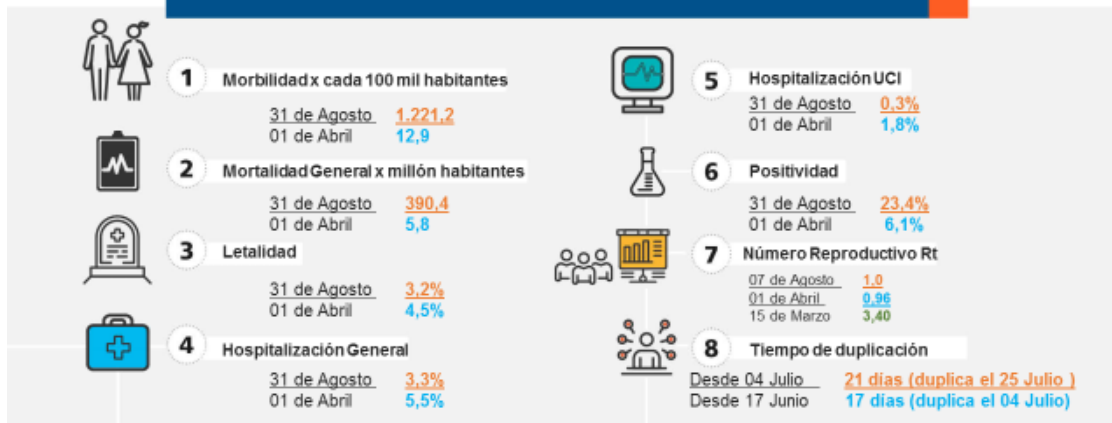 1 Morbilidad x cada 100 mil habitantes
31 de Agosto 1.221,2
01 de Abril 12,9
2 Mortalidad General x millón habitantes
31 de Agosto 390,4
01 de Abril 5,8
3 Letalidad
31 de Agosto 3,2%
01 de Abril 4,5%
4 Hospitalización General
31 de Agosto 3,3%
01 de Abril 5,5%
5 Hospitalización UCI
31 de Agosto 0,3%
01 de Abril 1,8%
6 Positividad
31 de Agosto 23,4%
01 de Abril 6,1%
7 Número Reproductivo Rt
07 de Agosto 1,0
01 de Abril 0,96
15 de Marzo 3,40
8 Tiempo de duplicación
Desde 04 Julio 21 días (duplica el 25 Julio )
Desde 17 Junio 17 días (duplica el 04 Julio)